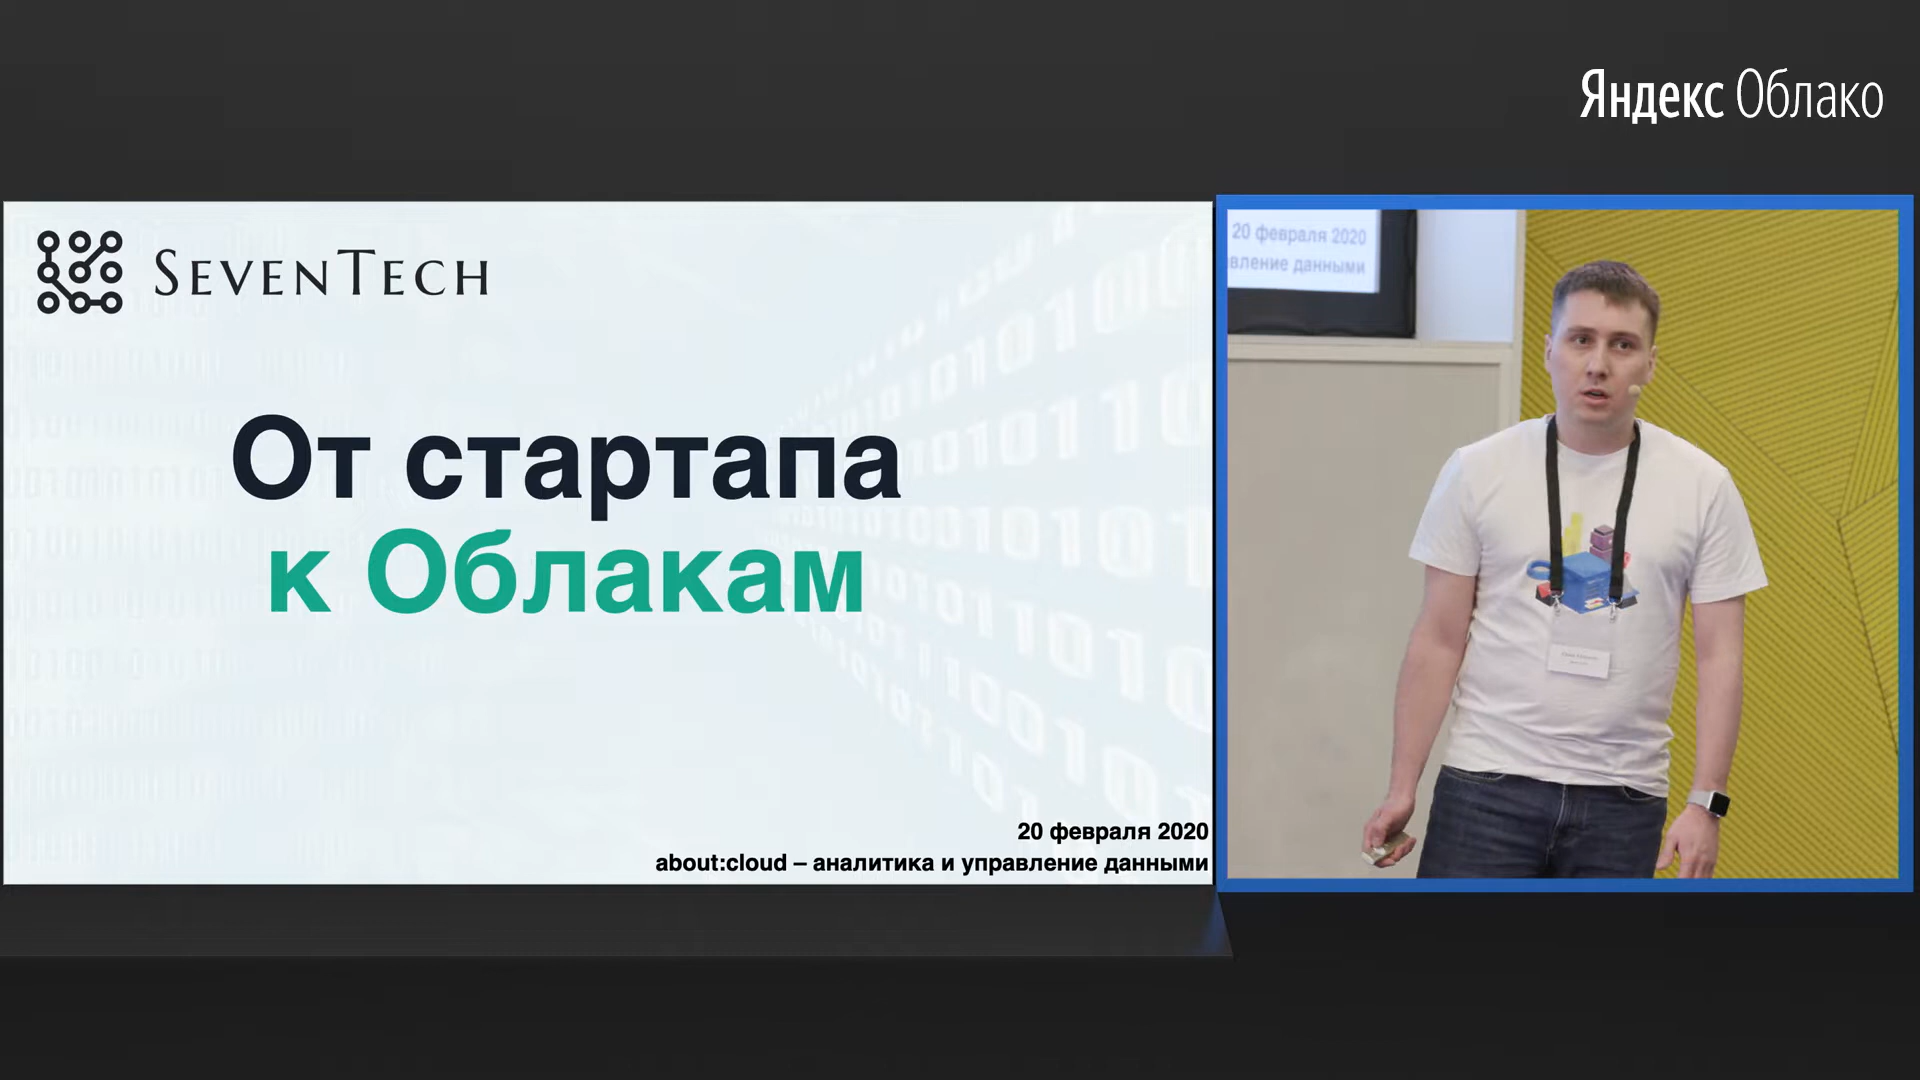 Яндекс Облако
SevenTech
От стартапа
к Облакам
20 февраля 2020
about:cloud – аналитика и управление данными
20 февраля 2020
вление данными